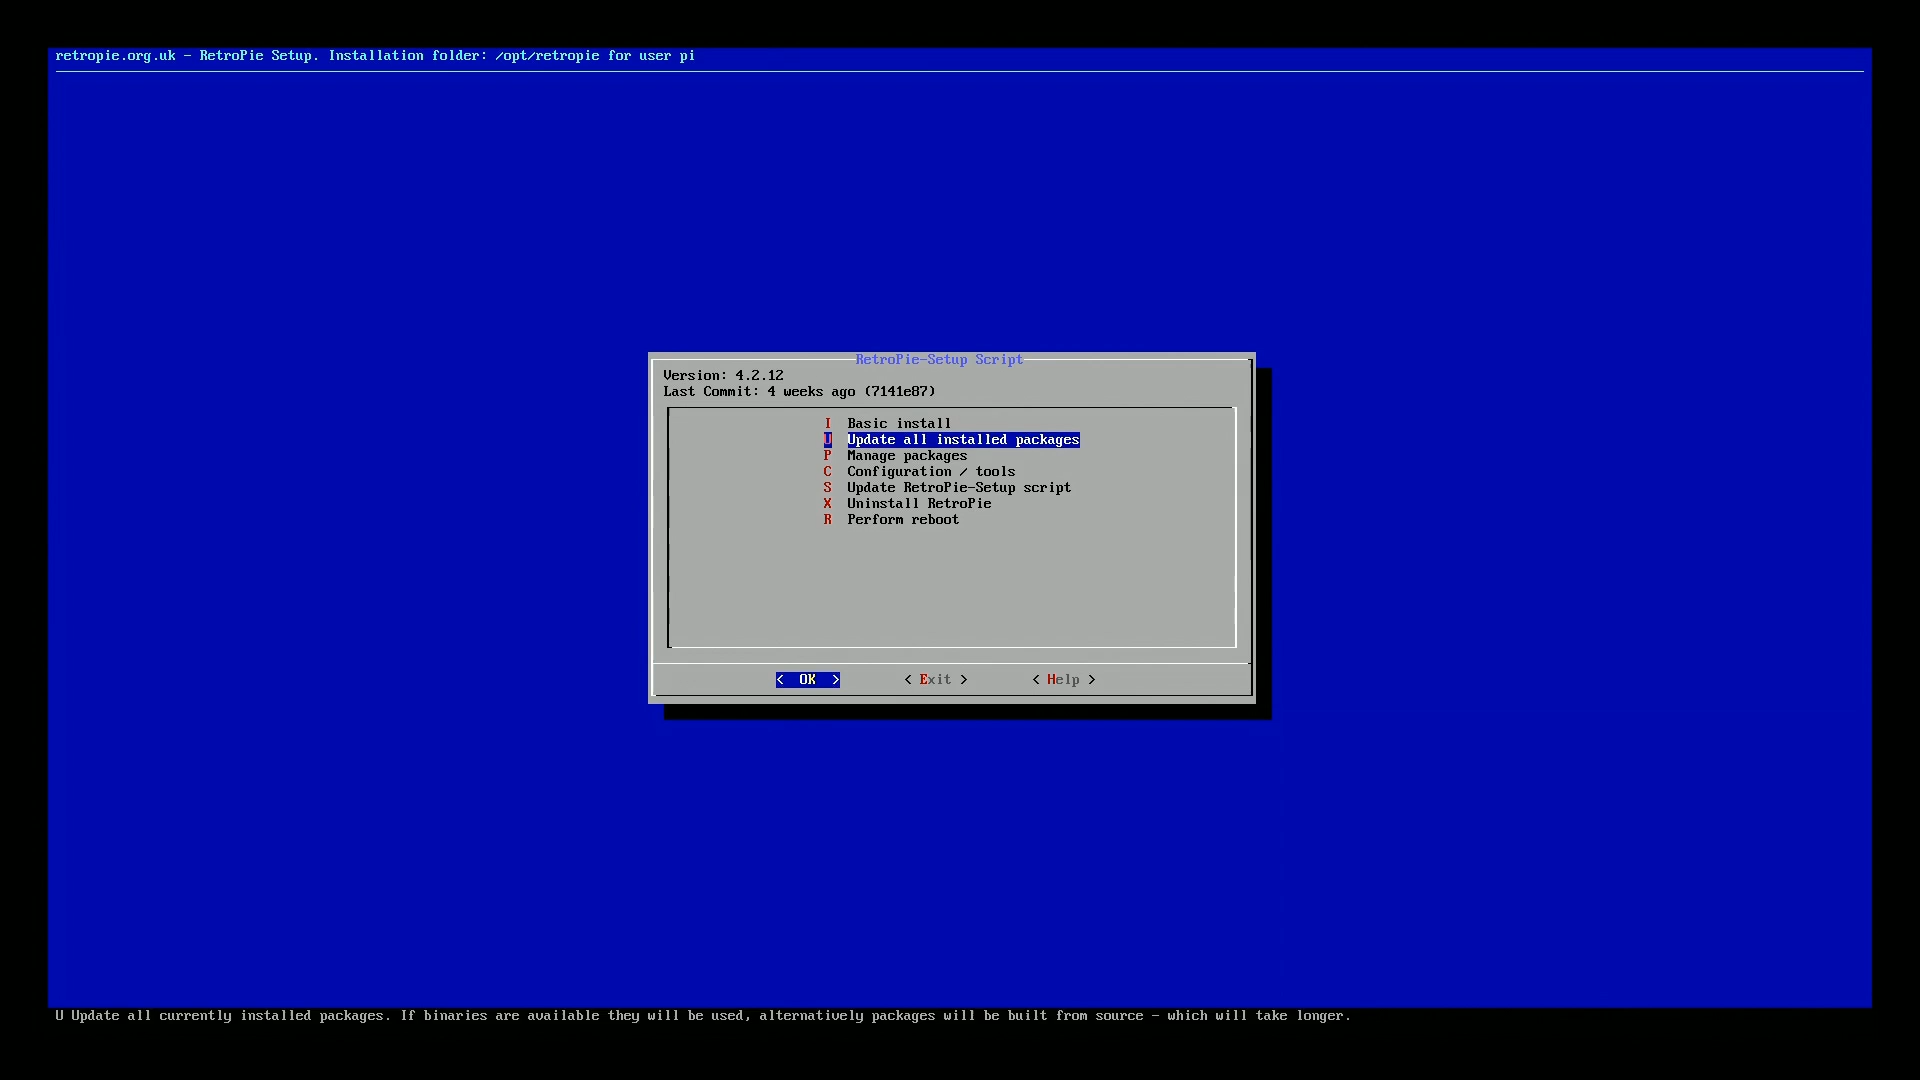 retropie.org.uk - RetroPie Setup. Installation folder: /opt/retropie for user pi
RetroPie-Setup Script
Version: 4.2.12
Last Commit: 4 weeks ago (7141e87)
I Basic install
U Update all installed packages
P Manage packages
C Configuration / tools
S Update RetroPie-Setup script
X Uninstall RetroPie
R Perform reboot
< OK > < Exit > < Help >
U Update all currently installed packages. If binaries are available they will be used, alternatively packages will be built from source - which will take longer.